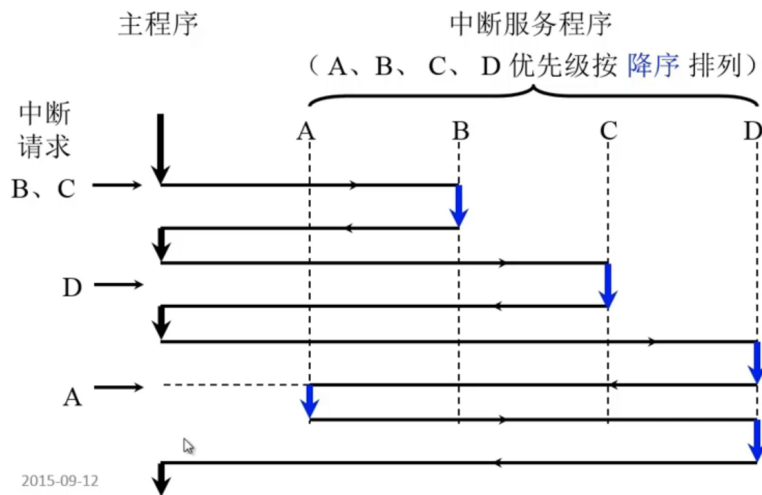 主程序
中断服务程序
（ A、B、 C、 D 优先级按 降序 排列）
中断
请求
A
B
C
D
B、C
D
A
2015-09-12